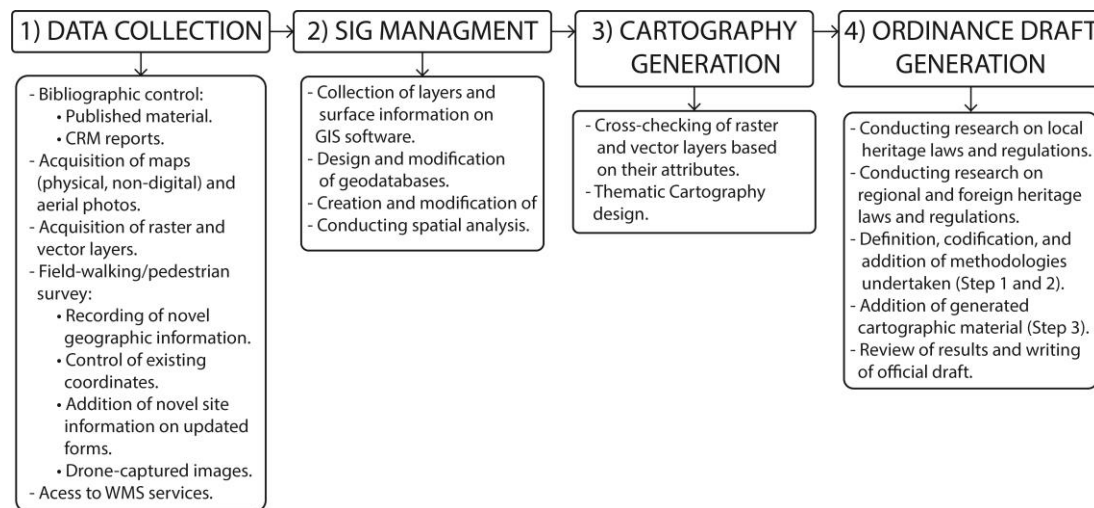 1) DATA COLLECTION
- Bibliographic control:
• Published material.
• CRM reports.
- Acquisition of maps
(physical, non-digital) and
aerial photos.
- Acquisition of raster and
vector layers.
- Field-walking/pedestrian
survey:
• Recording of novel
geographic information.
• Control of existing
coordinates.
• Addition of novel site
information on updated
forms.
• Drone-captured images.
- Acess to WMS services.
2) SIG MANAGMENT
- Collection of layers and
surface information on
GIS software.
- Design and modification
of geodatabases.
- Creation and modification of
- Conducting spatial analysis.
3) CARTOGRAPHY
GENERATION
- Cross-checking of raster
and vector layers based
on their attributes.
- Thematic Cartography
design.
4) ORDINANCE DRAFT
GENERATION
- Conducting research on local
heritage laws and regulations.
- Conducting research on
regional and foreign heritage
laws and regulations.
- Definition, codification, and
addition of methodologies
undertaken (Step 1 and 2).
- Addition of generated
cartographic material (Step 3).
- Review of results and writing
of official draft.